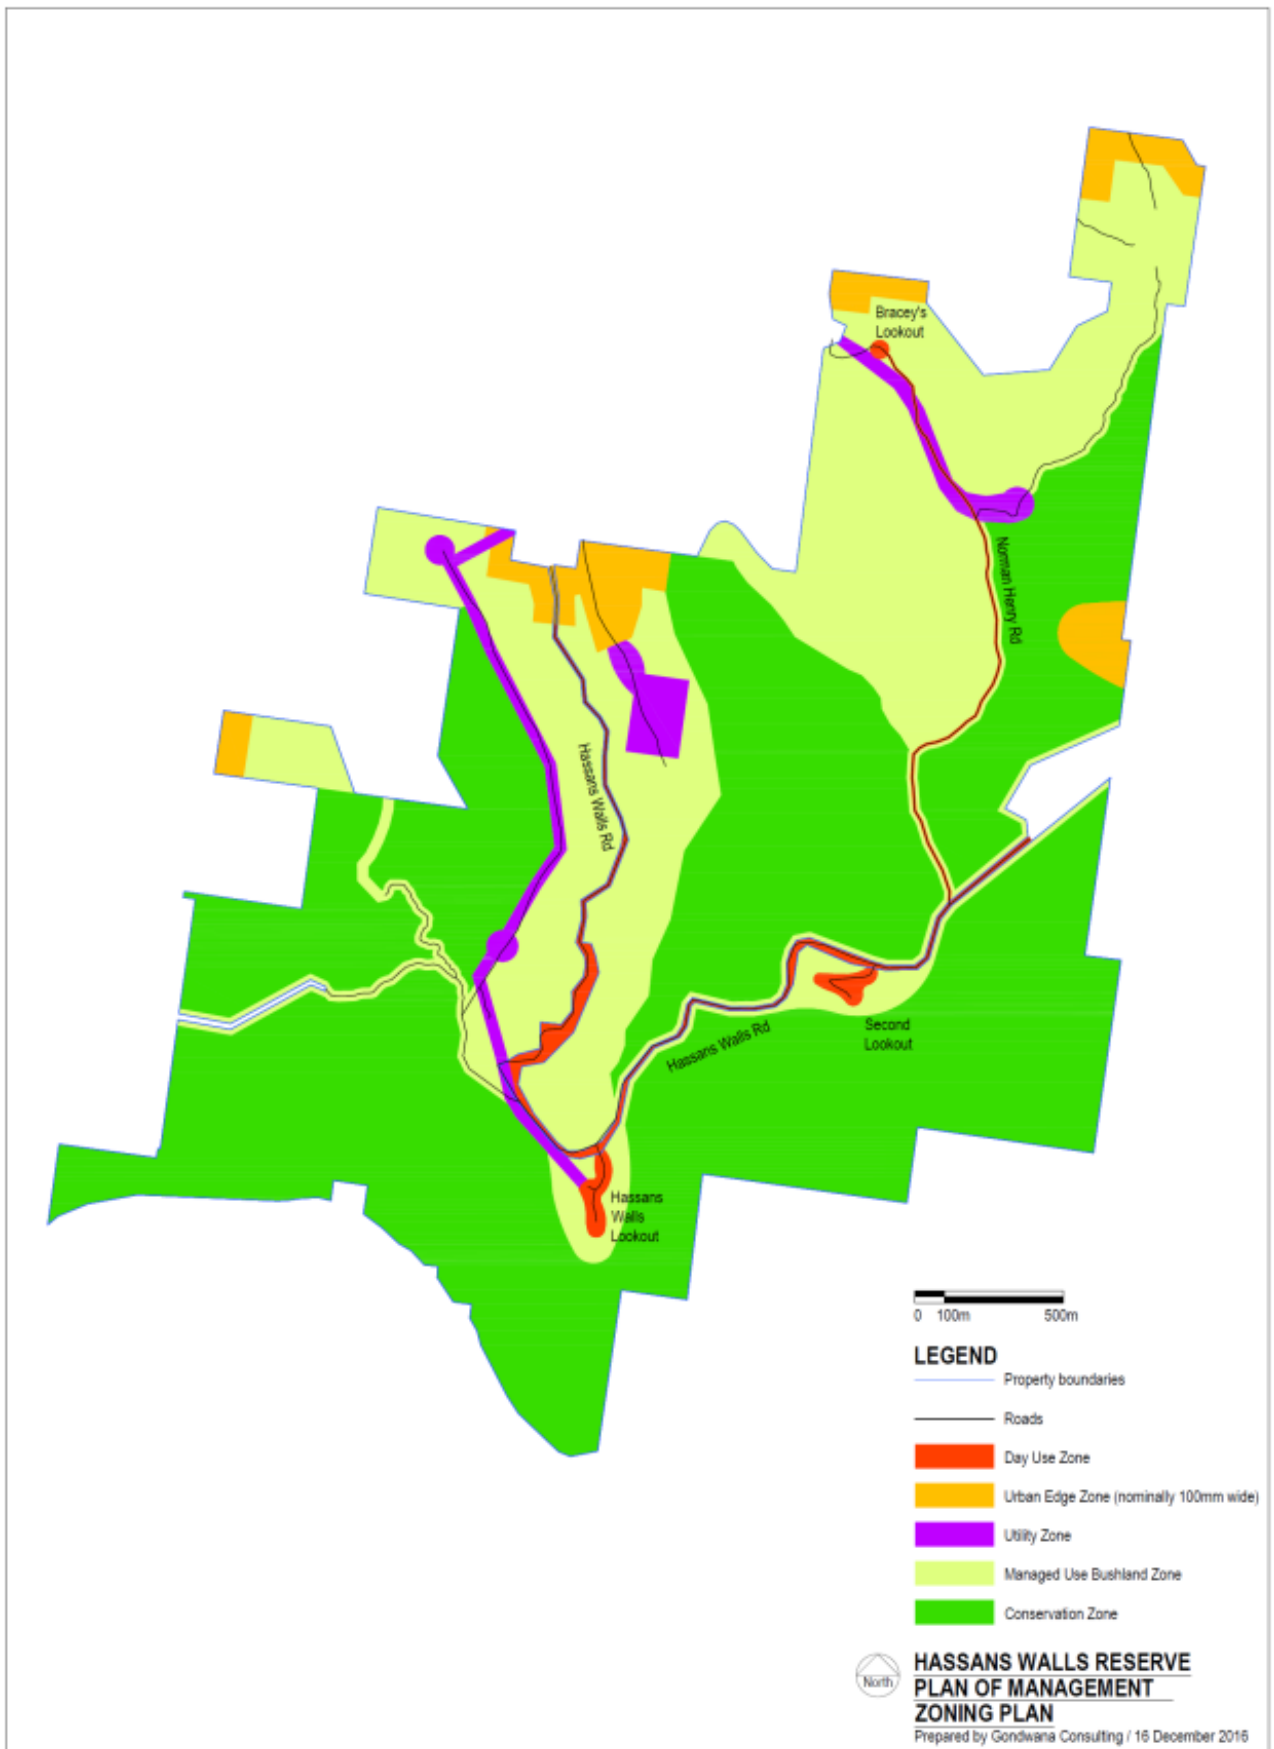 Bracey's
Lookout
Norman Henry Rd
Hassans Walls Rd
Second
Lookout
Hassans Walls Rd
Hassans
Walls
Lookout
0 100m 500m
LEGEND
Property boundaries
Roads
Day Use Zone
Urban Edge Zone (nominally 100mm wide)
Utility Zone
Managed Use Bushland Zone
Conservation Zone
North
HASSANS WALLS RESERVE
PLAN OF MANAGEMENT
ZONING PLAN
Prepared by Gondwana Consulting / 16 December 2016